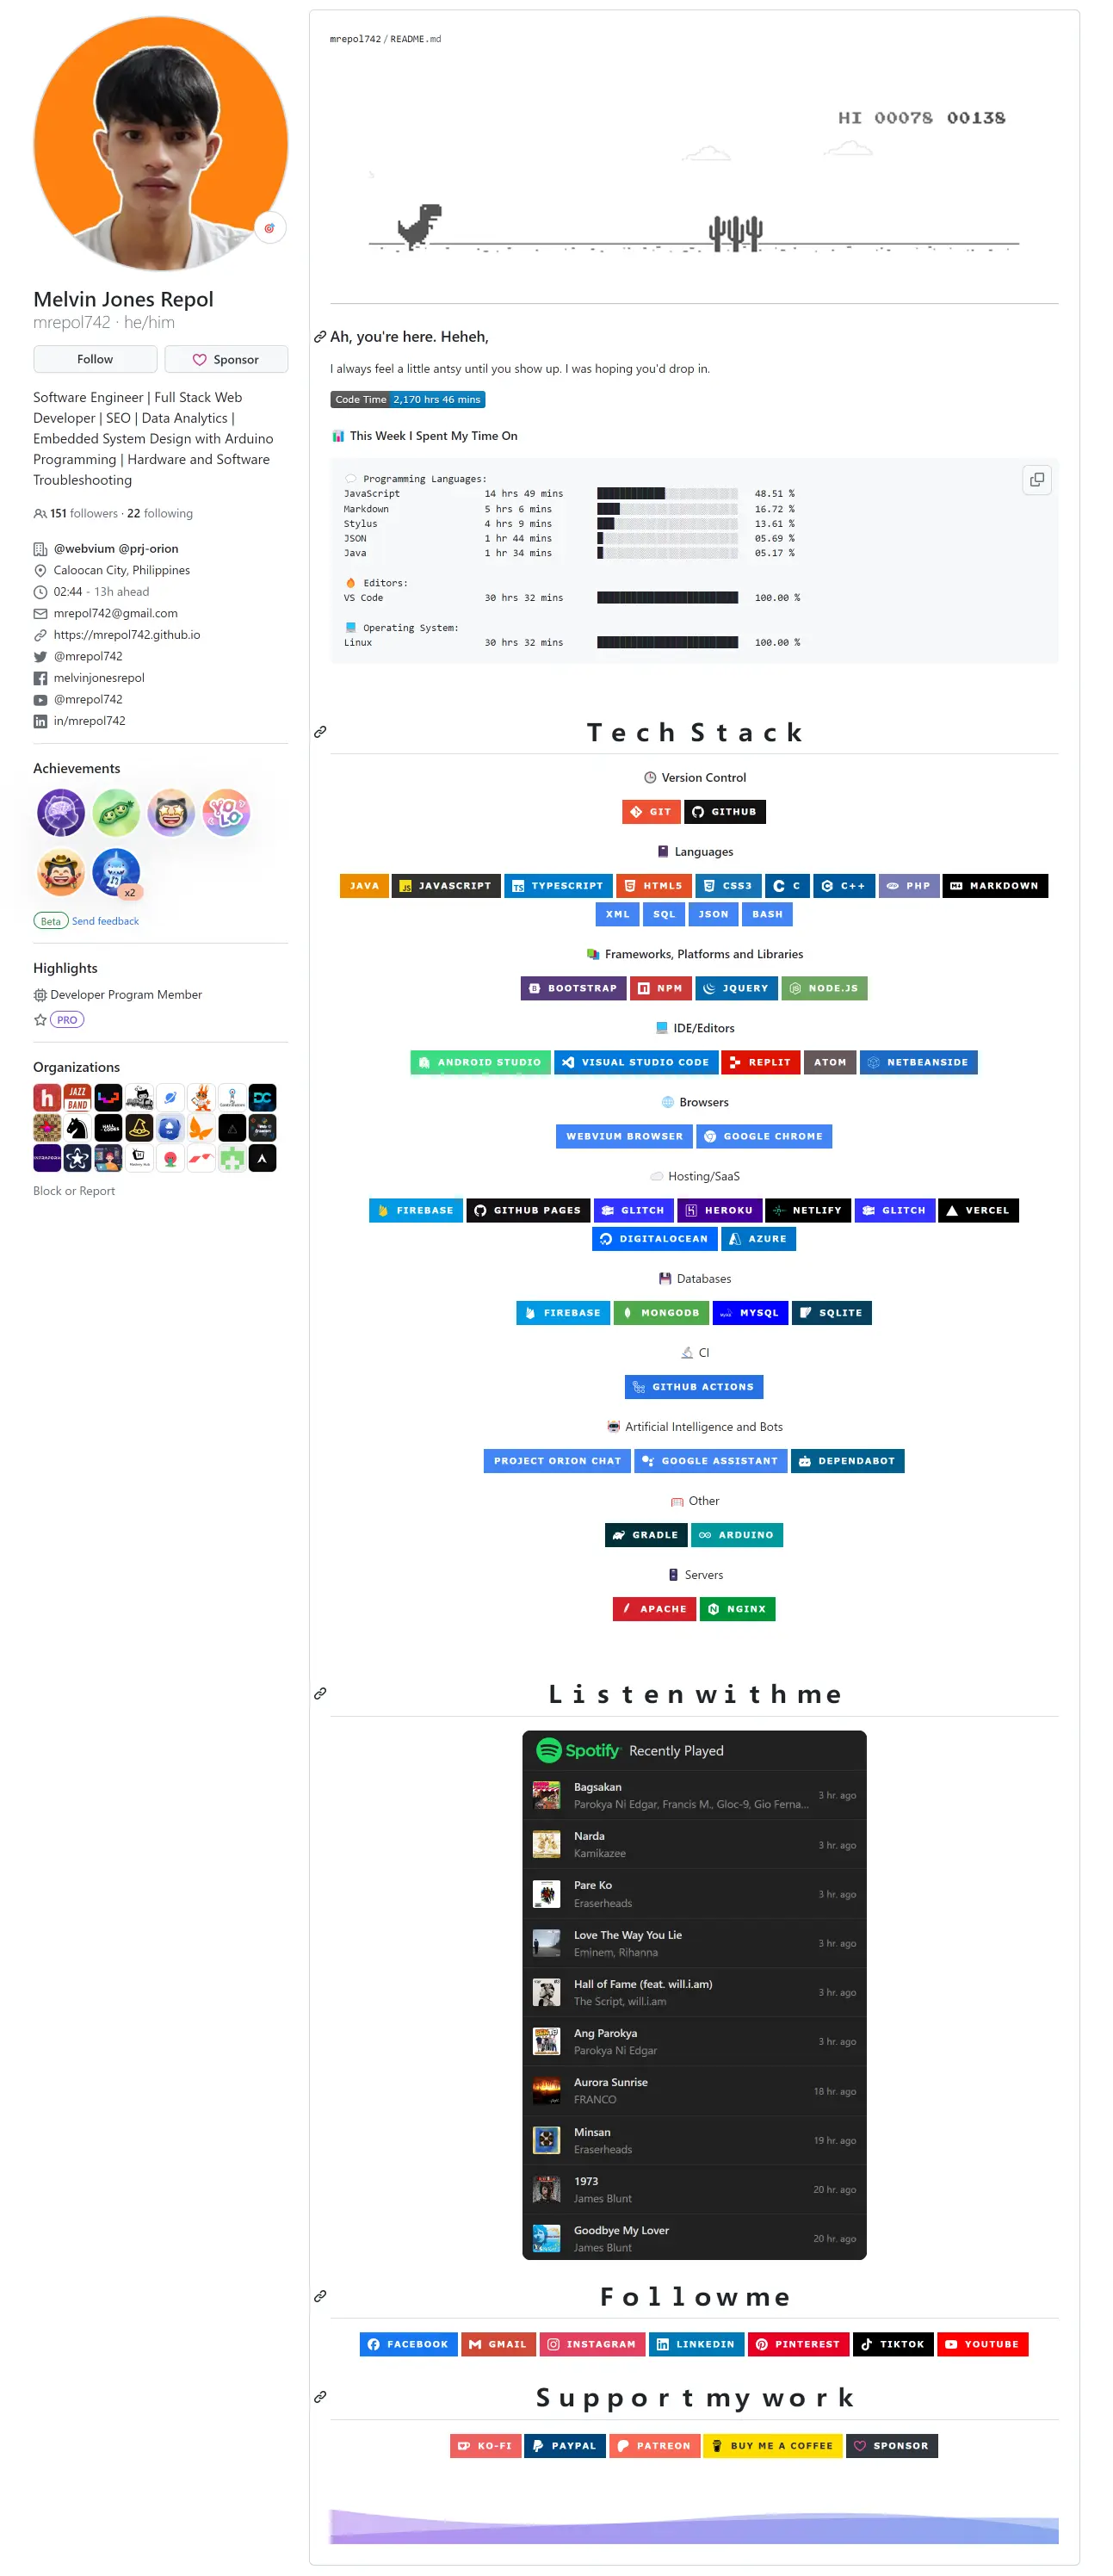 Melvin Jones Repol
mrepol742 · he/him
Follow
Sponsor
Software Engineer | Full Stack Web
Developer | SEO | Data Analytics |
Embedded System Design with Arduino
Programming | Hardware and Software
Troubleshooting
151 followers · 22 following
@webvium @prj-orion
Caloocan City, Philippines
02:44 - 13h ahead
mrepol742@gmail.com
https://mrepol742.github.io
@mrepol742
melvinjonesrepol
@mrepol742
in/mrepol742
Achievements
YOLO
x2
Beta Send feedback
Highlights
Developer Program Member
PRO
Organizations
h JAZZ BAND DC
Block or Report
mrepol742 / README.md
HI 00078 00138
Ah, you're here. Heheh,
I always feel a little antsy until you show up. I was hoping you'd drop in.
Code Time 2,170 hrs 46 mins
This Week I Spent My Time On
Programming Languages:
JavaScript 14 hrs 49 mins 48.51 %
Markdown 5 hrs 6 mins 16.72 %
Stylus 4 hrs 9 mins 13.61 %
JSON 1 hr 44 mins 05.69 %
Java 1 hr 34 mins 05.17 %
Editors:
VS Code 30 hrs 32 mins 100.00 %
Operating System:
Linux 30 hrs 32 mins 100.00 %
Tech Stack
Version Control
GIT GITHUB
Languages
JAVA JS JAVASCRIPT TS TYPESCRIPT HTML5 CSS3 C C++ PHP MARKDOWN
XML SQL JSON BASH
Frameworks, Platforms and Libraries
BOOTSTRAP NPM JQUERY NODE.JS
IDE/Editors
ANDROID STUDIO VISUAL STUDIO CODE REPLIT ATOM NETBEANSIDE
Browsers
WEBVIUM BROWSER GOOGLE CHROME
Hosting/SaaS
FIREBASE GITHUB PAGES GLITCH HEROKU NETLIFY GLITCH VERCEL
DIGITALOCEAN AZURE
Databases
FIREBASE MONGODB MYSQL SQLITE
CI
GITHUB ACTIONS
Artificial Intelligence and Bots
PROJECT ORION CHAT GOOGLE ASSISTANT DEPENDABOT
Other
GRADLE ARDUINO
Servers
APACHE NGINX
Listen with me
Spotify Recently Played
Bagsakan
Parokya Ni Edgar, Francis M., Gloc-9, Gio Ferna... 3 hr. ago
Narda
Kamikazee 3 hr. ago
Pare Ko
Eraserheads 3 hr. ago
Love The Way You Lie
Eminem, Rihanna 3 hr. ago
Hall of Fame (feat. will.i.am)
The Script, will.i.am 3 hr. ago
Ang Parokya
Parokya Ni Edgar 3 hr. ago
Aurora Sunrise
FRANCO 18 hr. ago
Minsan
Eraserheads 19 hr. ago
1973
James Blunt 20 hr. ago
Goodbye My Lover
James Blunt 20 hr. ago
Follow me
FACEBOOK GMAIL INSTAGRAM LINKEDIN PINTEREST TIKTOK YOUTUBE
Support my work
KO-FI PAYPAL PATREON BUY ME A COFFEE SPONSOR